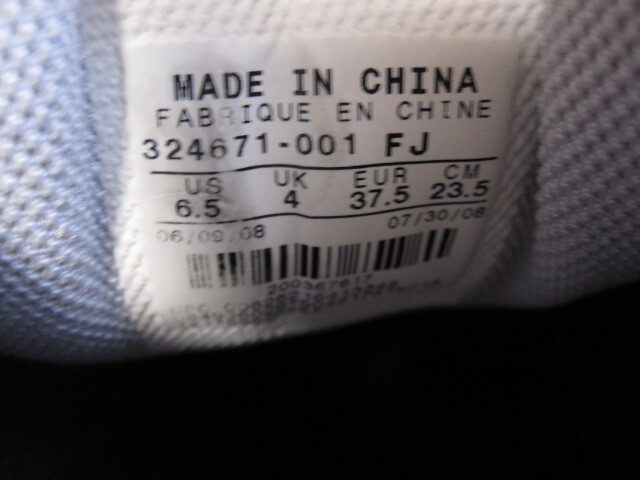 MADE IN CHINA
FABRIQUE EN CHINE
324671-001 FJ
US UK EUR CM
6.5 4 37.5 23.5
06/09/08 07/30/08